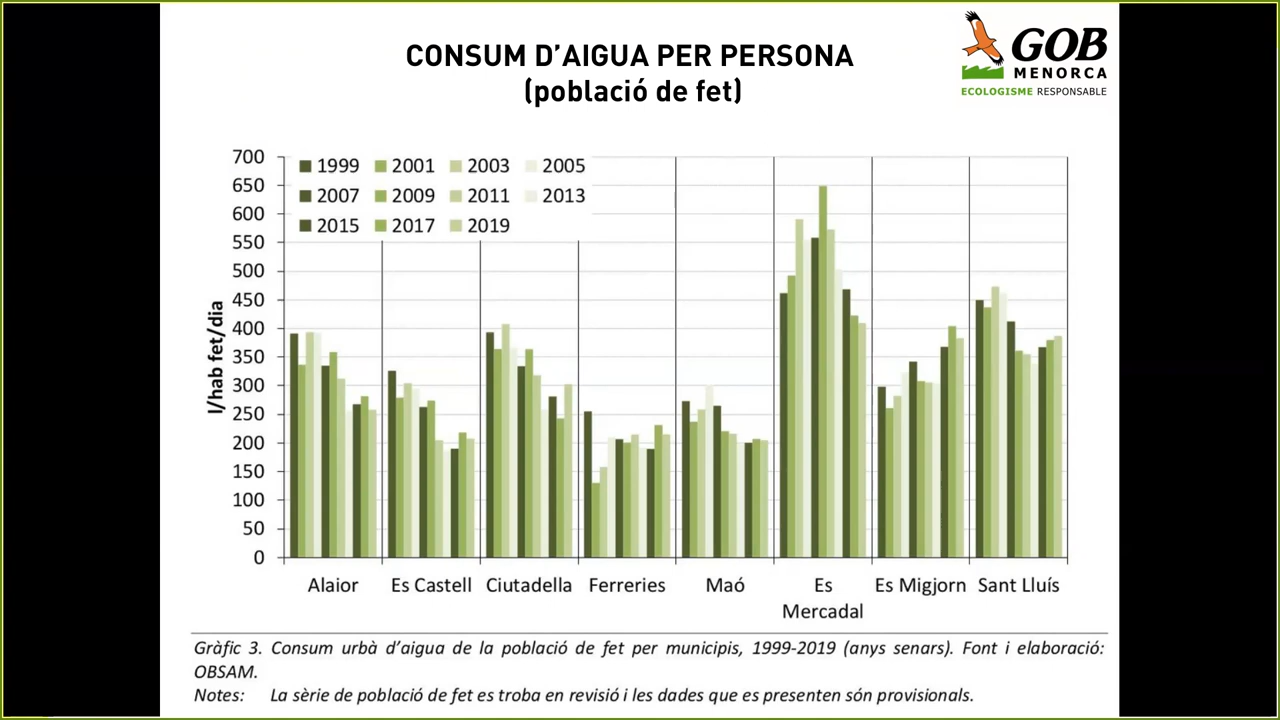 CONSUM D'AIGUA PER PERSONA
(població de fet)
GOB
MENORCA
ECOLOGISME RESPONSABLE
1999 2001 2003 2005
2007 2009 2011 2013
2015 2017 2019
l/hab fet/dia
700
650
600
550
500
450
400
350
300
250
200
150
100
50
0
Alaior Es Castell Ciutadella Ferreries Maó Es Mercadal Es Migjorn Sant Lluís
Gràfic 3. Consum urbà d'aigua de la població de fet per municipis, 1999-2019 (anys senars). Font i elaboració:
OBSAM.
Notes: La sèrie de població de fet es troba en revisió i les dades que es presenten són provisionals.